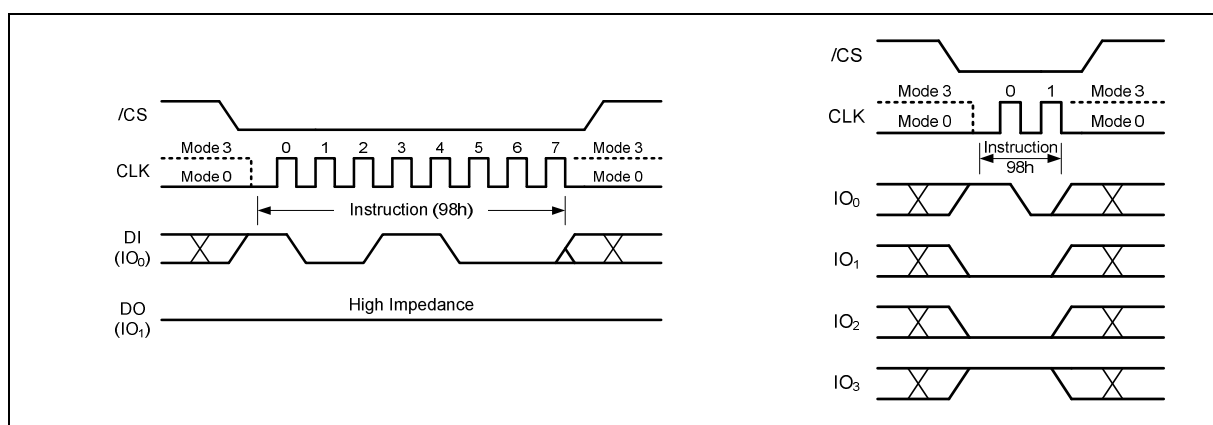 /CS
Mode 3
0 1 2 3 4 5 6 7
Mode 3
CLK
Mode 0
Mode 0
Instruction (98h)
DI
(IO₀)
High Impedance
DO
(IO₁)
/CS
Mode 3
0 1
Mode 3
CLK
Mode 0
Mode 0
Instruction
98h
IO₀
IO₁
IO₂
IO₃